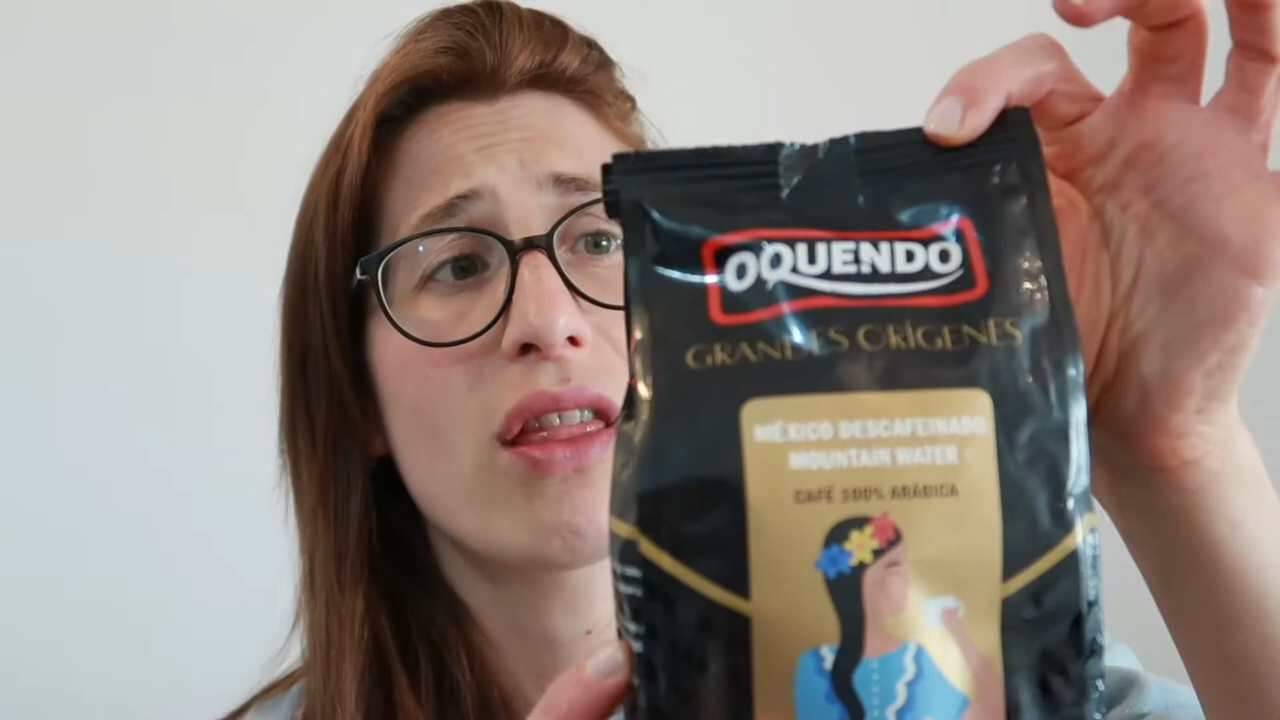 OQUENDO
GRANDES ORÍGENES
MÉXICO DESCAFEINADO
MOUNTAIN WATER
CAFÉ 100% ARÁBICA